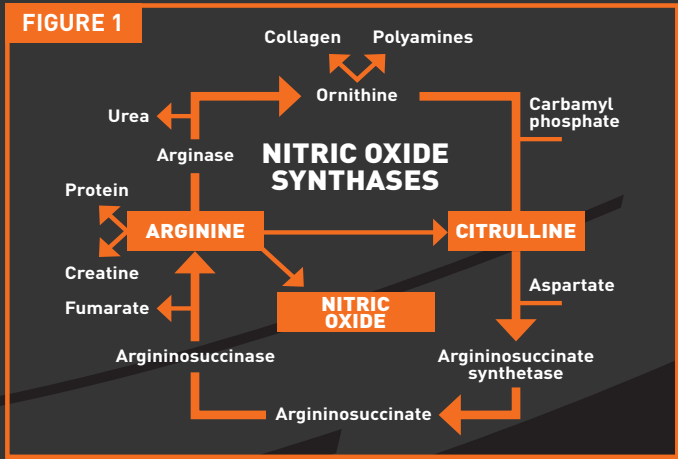 FIGURE 1
Collagen Polyamines
Ornithine
Urea
Carbamyl
phosphate
Arginase
NITRIC OXIDE
SYNTHASES
Protein
ARGININE
CITRULLINE
Creatine
Fumarate
Aspartate
NITRIC
OXIDE
Argininosuccinase
Argininosuccinate
synthetase
Argininosuccinate